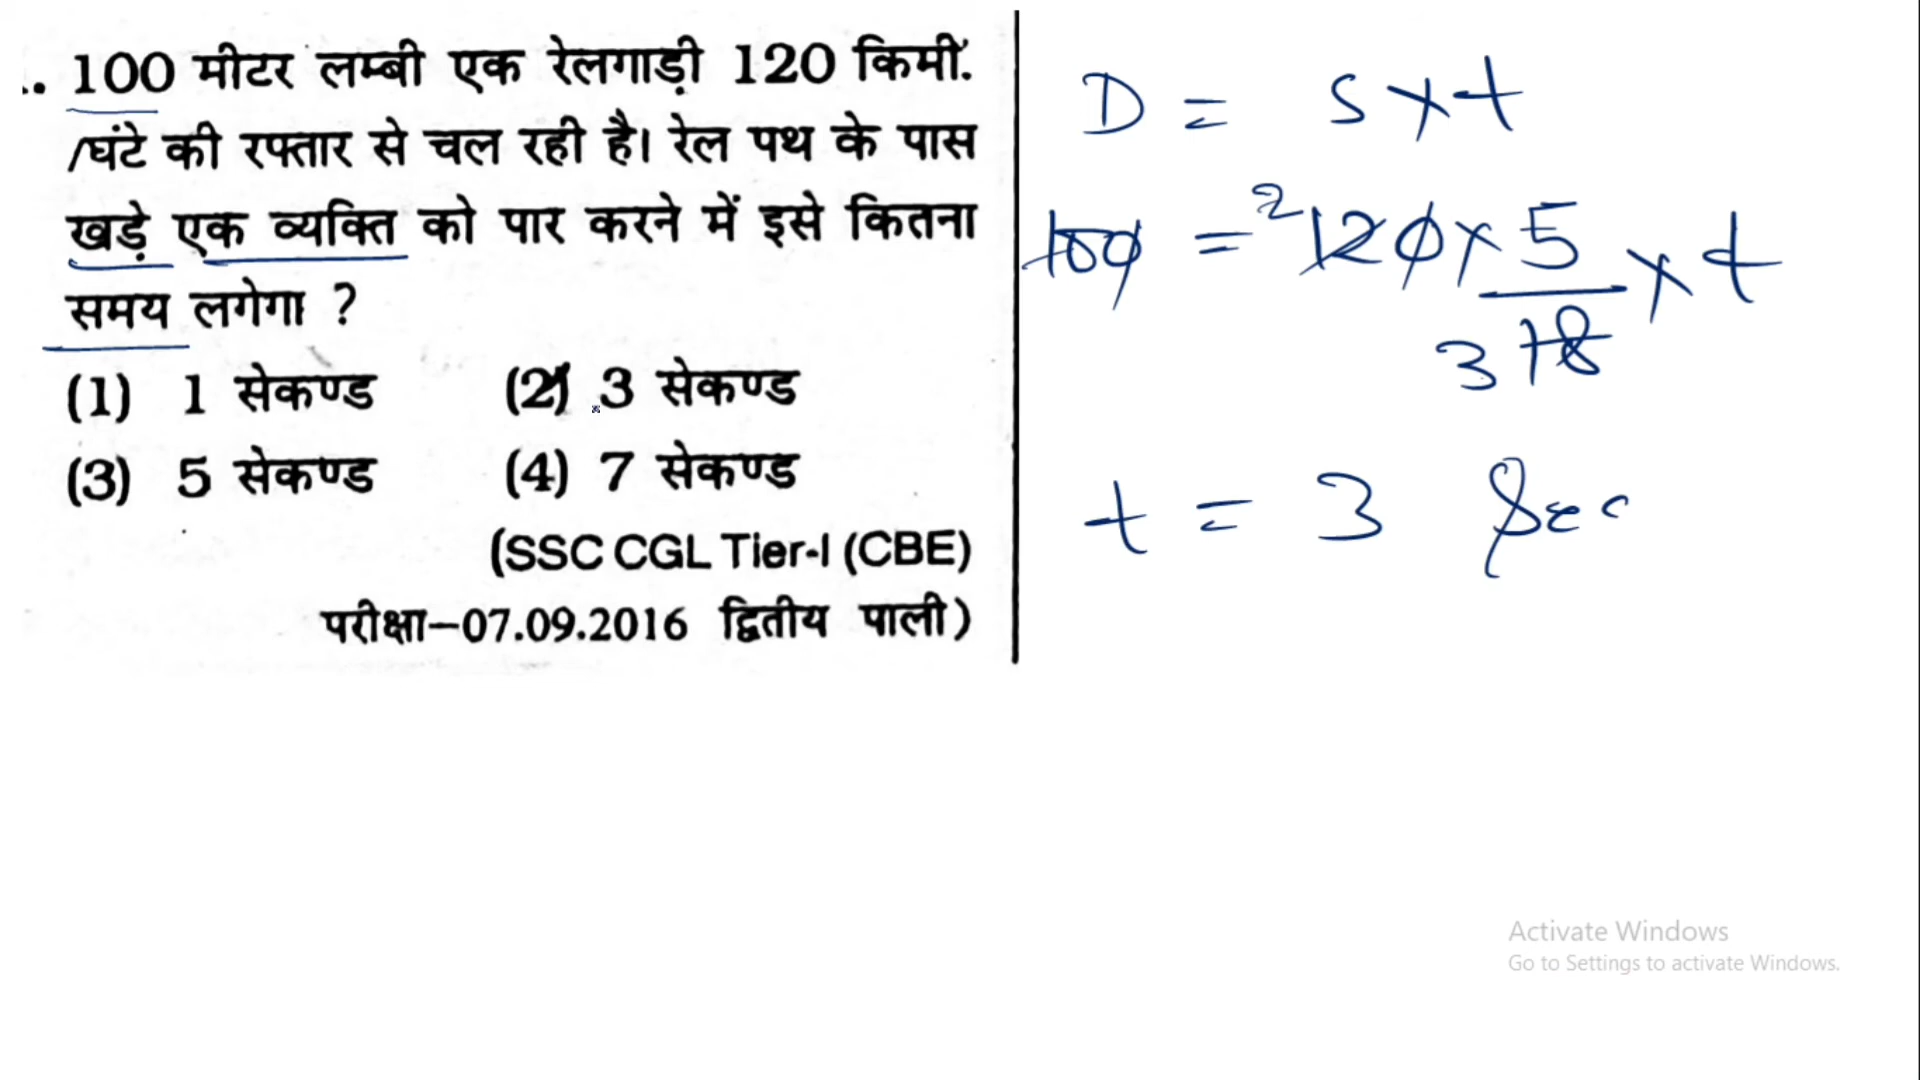 100 मीटर लम्बी एक रेलगाड़ी 120 किमी.
/घंटे की रफ्तार से चल रही है। रेल पथ के पास
खड़े एक व्यक्ति को पार करने में इसे कितना
समय लगेगा ?
(1) 1 सेकण्ड (2) 3 सेकण्ड
(3) 5 सेकण्ड (4) 7 सेकण्ड
(SSC CGL Tier-I (CBE)
परीक्षा–07.09.2016 द्वितीय पाली)
D = s × t
100 = 2 120 × 5
× t
3 18
t = 3 Sec
Activate Windows
Go to Settings to activate Windows.